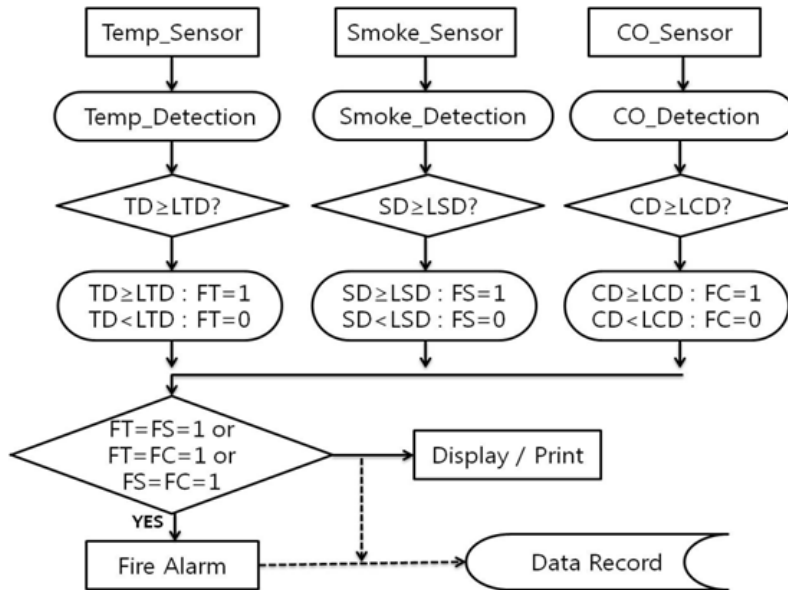 Temp_Sensor
Smoke_Sensor
CO_Sensor
Temp_Detection
Smoke_Detection
CO_Detection
TD≥LTD?
SD≥LSD?
CD≥LCD?
TD≥LTD : FT=1
TD<LTD : FT=0
SD≥LSD : FS=1
SD<LSD : FS=0
CD≥LCD : FC=1
CD<LCD : FC=0
FT=FS=1 or
FT=FC=1 or
FS=FC=1
Display / Print
YES
Fire Alarm
Data Record